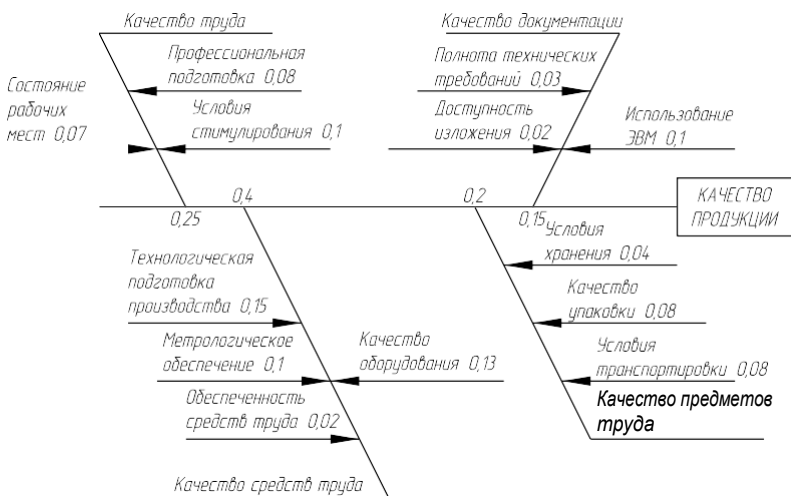 Качество труда
Профессиональная
подготовка 0,08
Состояние
рабочих
мест 0,07
Условия
стимулирования 0,1
0,25
Качество документации
Полнота технических
требований 0,03
Доступность
изложения 0,02
Использование
ЭВМ 0,1
0,15
0,4
Технологическая
подготовка
производства 0,15
Метрологическое
обеспечение 0,1
Качество
оборудования 0,13
Обеспеченность
средств труда 0,02
Качество средств труда
0,2
Условия
хранения 0,04
Качество
упаковки 0,08
Условия
транспортировки 0,08
Качество предметов
труда
КАЧЕСТВО
ПРОДУКЦИИ